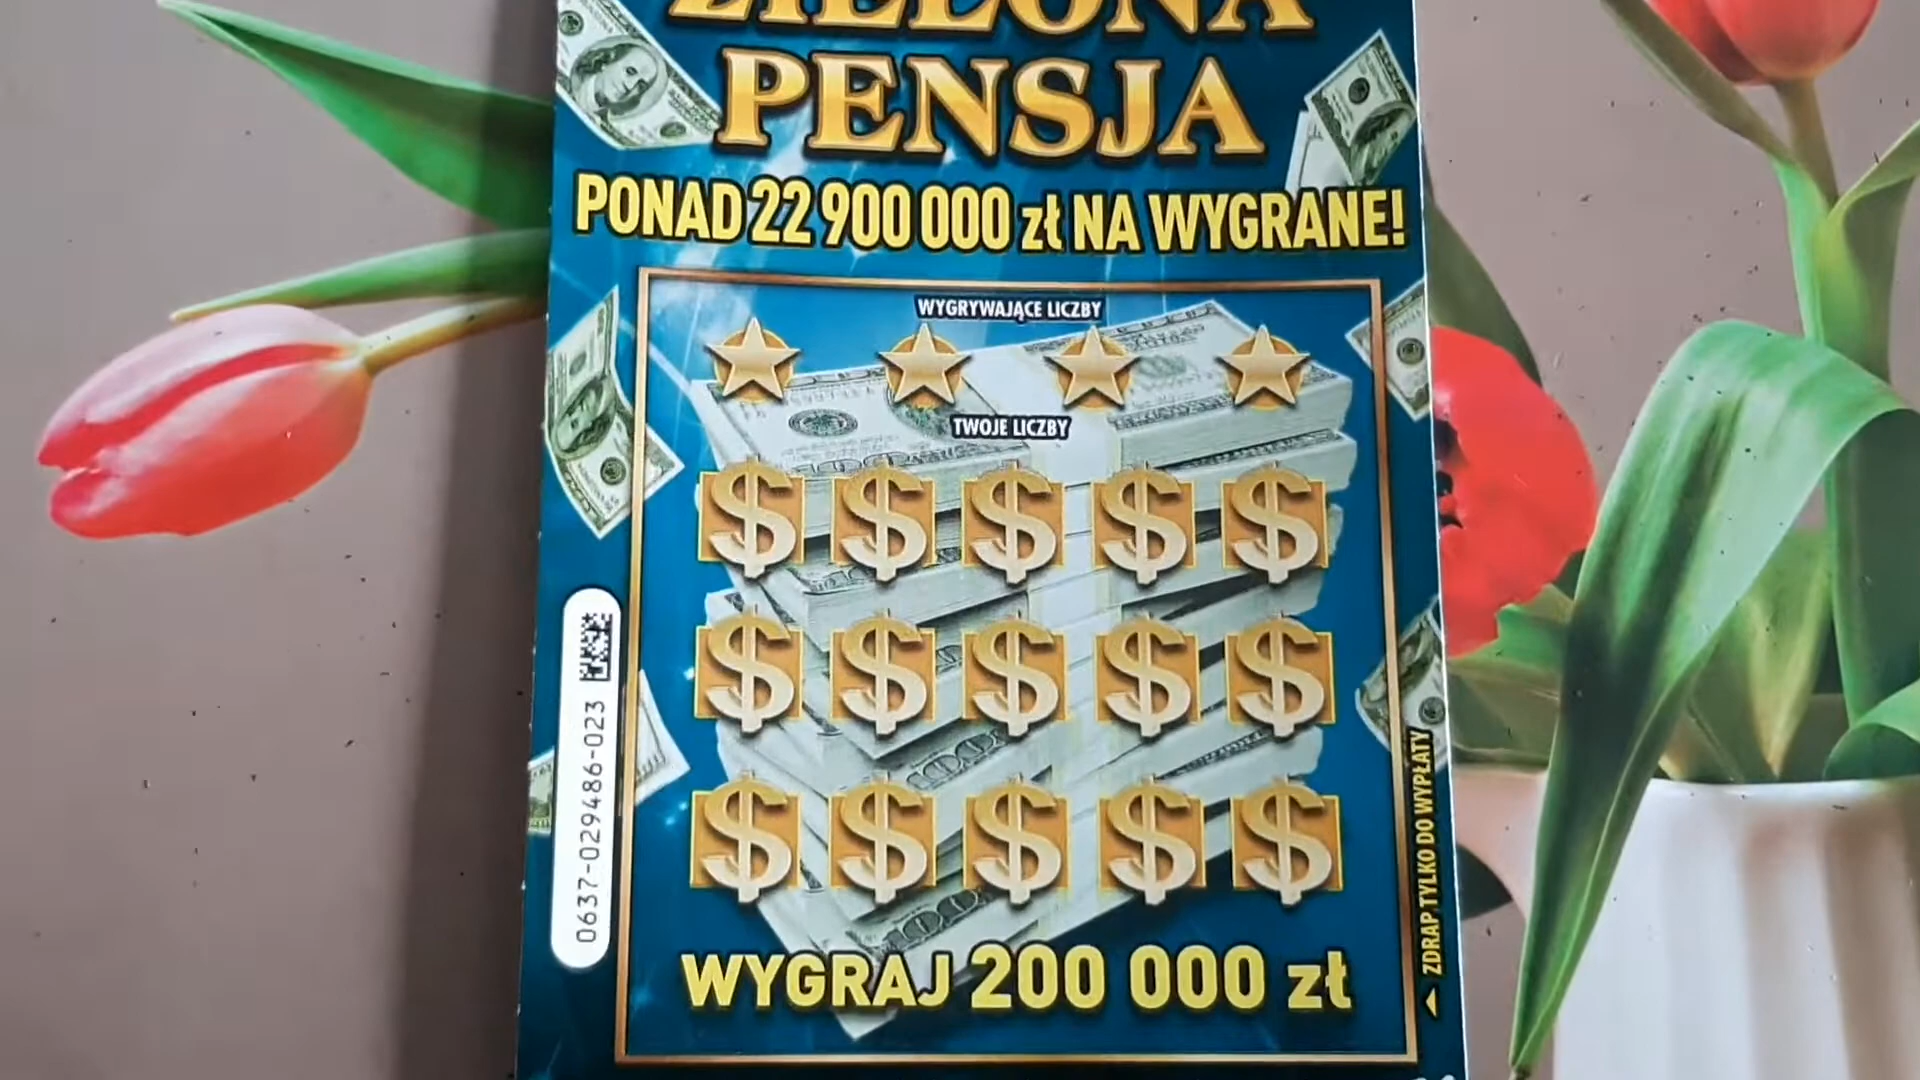 ZIELONA
PENSJA
PONAD 22 900 000 zł NA WYGRANE!
WYGRYWAJĄCE LICZBY
TWOJE LICZBY
$ $ $ $ $
$ $ $ $ $
$ $ $ $ $
WYGRAJ 200 000 zł
0637-029486-023
ZDRAP TYLKO DO WYPŁATY